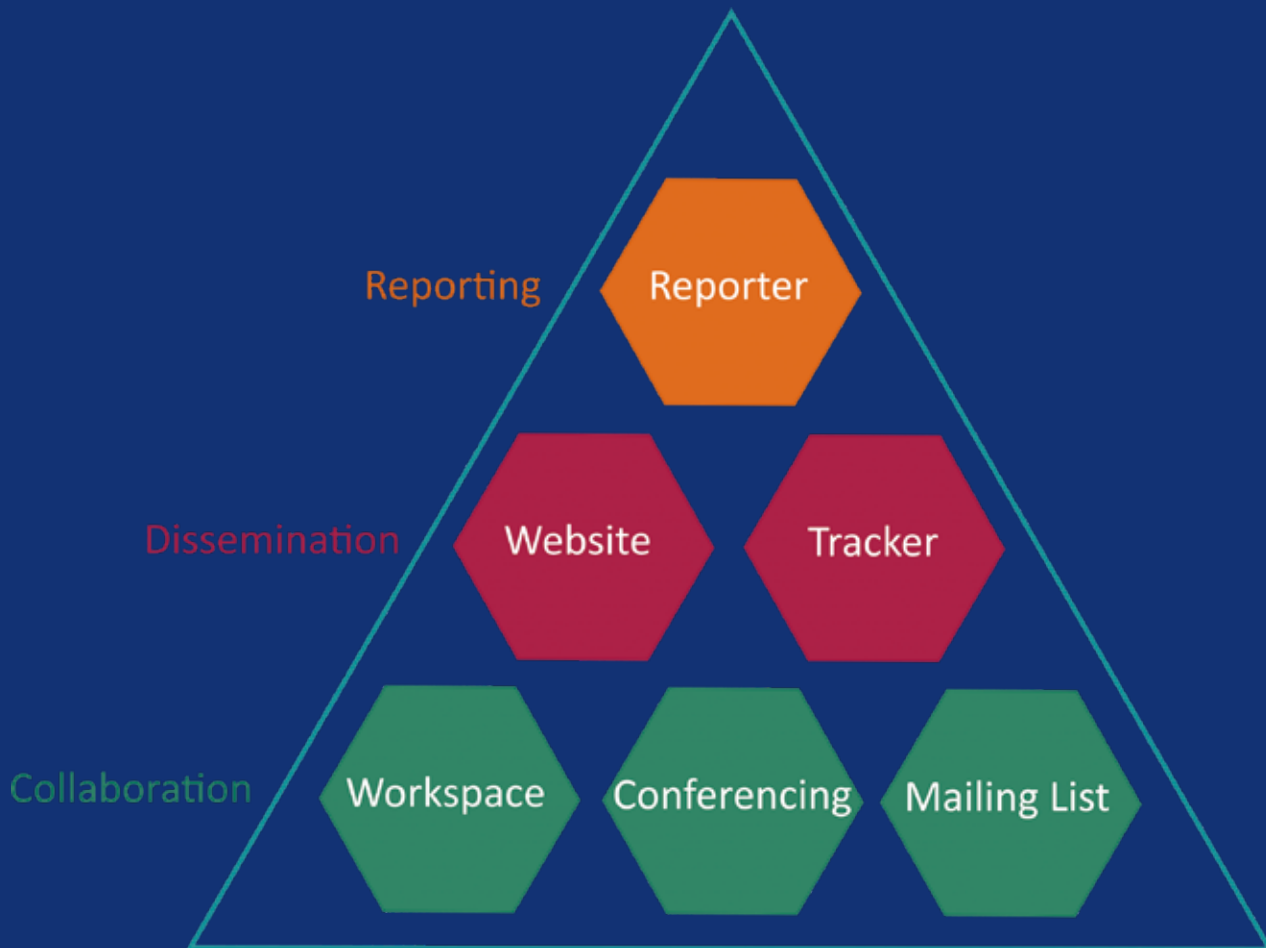 Reporting
Reporter
Dissemination
Website
Tracker
Collaboration
Workspace
Conferencing
Mailing List